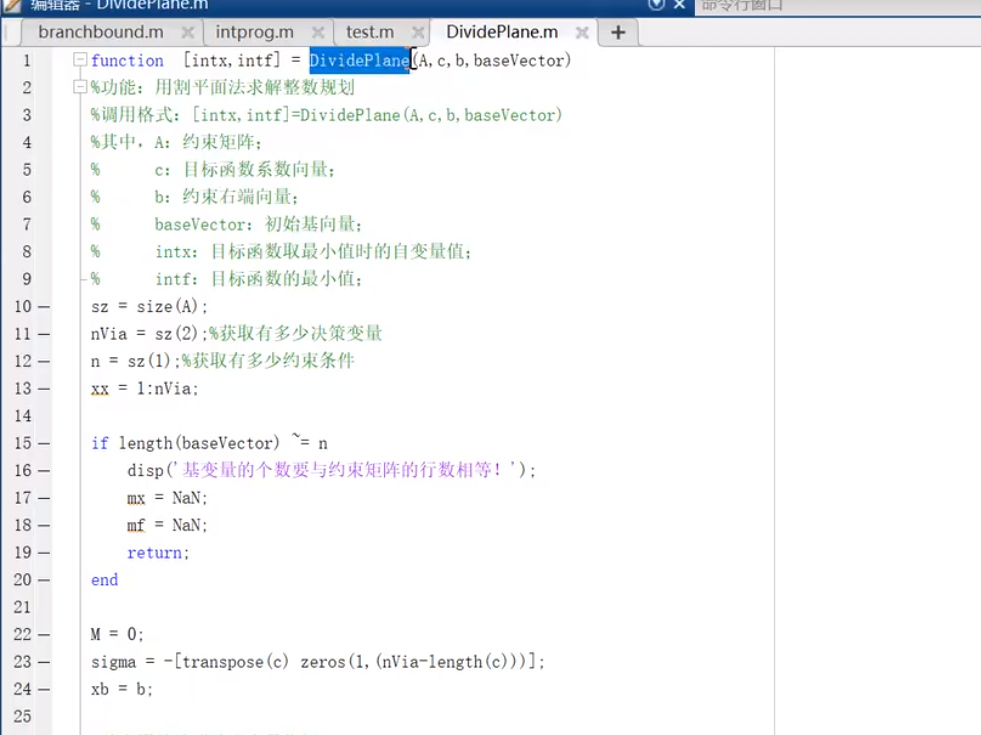 编辑器 - DividePlane.m
命令行窗口
branchbound.m intprog.m test.m DividePlane.m
1 function [intx,intf] = DividePlane(A,c,b,baseVector)
2 %功能：用割平面法求解整数规划
3 %调用格式：[intx,intf]=DividePlane(A,c,b,baseVector)
4 %其中，A：约束矩阵；
5 % c：目标函数系数向量；
6 % b：约束右端向量；
7 % baseVector：初始基向量；
8 % intx：目标函数取最小值时的自变量值；
9 % intf：目标函数的最小值；
10 sz = size(A);
11 nVia = sz(2);%获取有多少决策变量
12 n = sz(1);%获取有多少约束条件
13 xx = 1:nVia;
14
15 if length(baseVector) ~= n
16 disp('基变量的个数要与约束矩阵的行数相等！');
17 mx = NaN;
18 mf = NaN;
19 return;
20 end
21
22 M = 0;
23 sigma = -[transpose(c) zeros(1,(nVia-length(c)))];
24 xb = b;
25